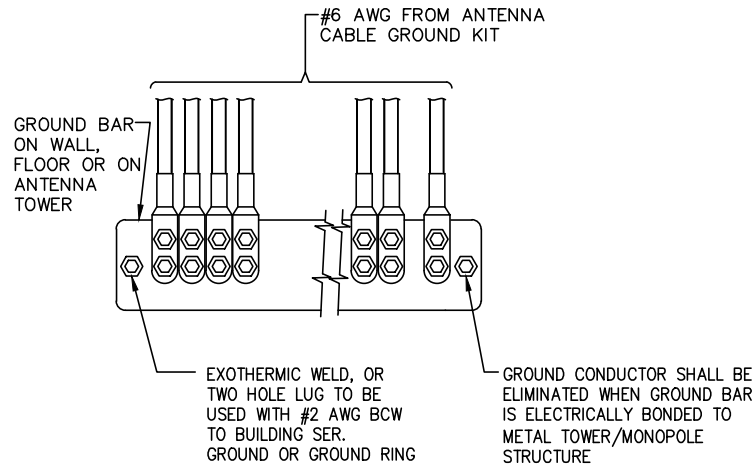 #6 AWG FROM ANTENNA
CABLE GROUND KIT
GROUND BAR
ON WALL,
FLOOR OR ON
ANTENNA
TOWER
EXOTHERMIC WELD, OR
TWO HOLE LUG TO BE
USED WITH #2 AWG BCW
TO BUILDING SER.
GROUND OR GROUND RING
GROUND CONDUCTOR SHALL BE
ELIMINATED WHEN GROUND BAR
IS ELECTRICALLY BONDED TO
METAL TOWER/MONOPOLE
STRUCTURE